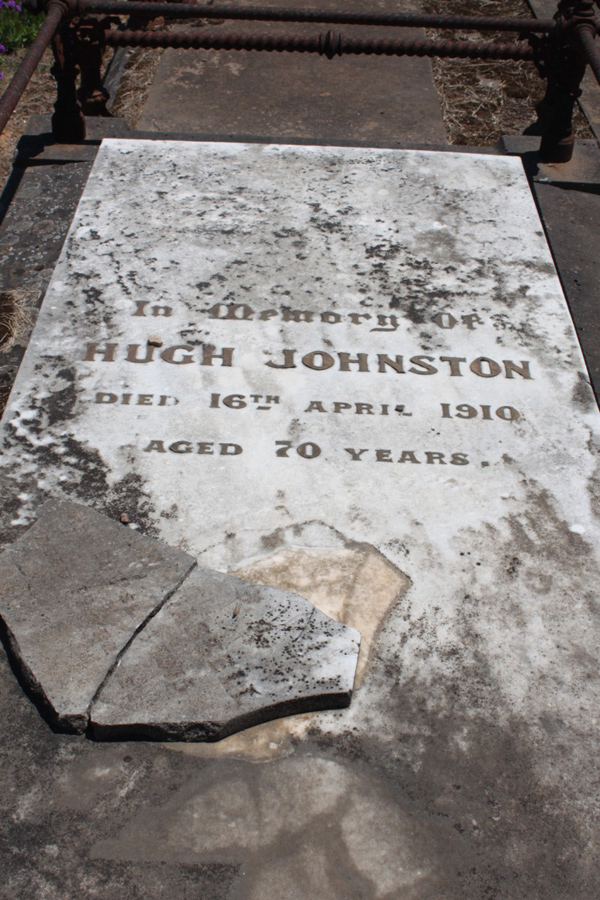 In Memory of
HUGH JOHNSTON
DIED 16TH APRIL 1910
AGED 70 YEARS.